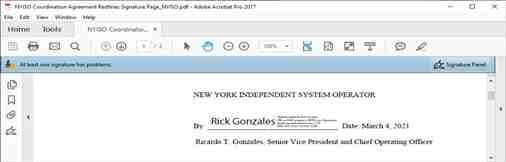 NYISO Coordination Agreement Redlines Signature Page_NYISO.pdf - Adobe Acrobat Pro 2017
File Edit View Window Help
Home Tools NYISO Coordinatio...
1 / 4 100%
At least one signature has problems. Signature Panel
NEW YORK INDEPENDENT SYSTEM OPERATOR
By: Rick Gonzales Date: March 4, 2021
Ricardo T. Gonzales, Senior Vice President and Chief Operating Officer